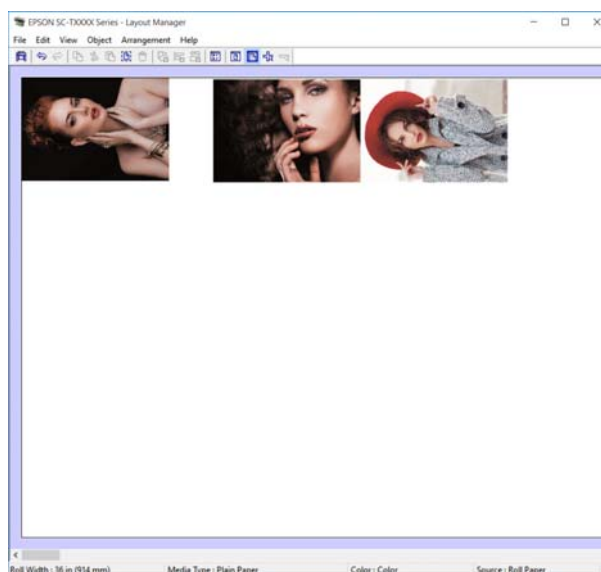 EPSON SC-TXXXX Series - Layout Manager
File Edit View Object Arrangement Help
Roll Width : 36 in (914 mm) Media Type : Plain Paper Color : Color Source : Roll Paper